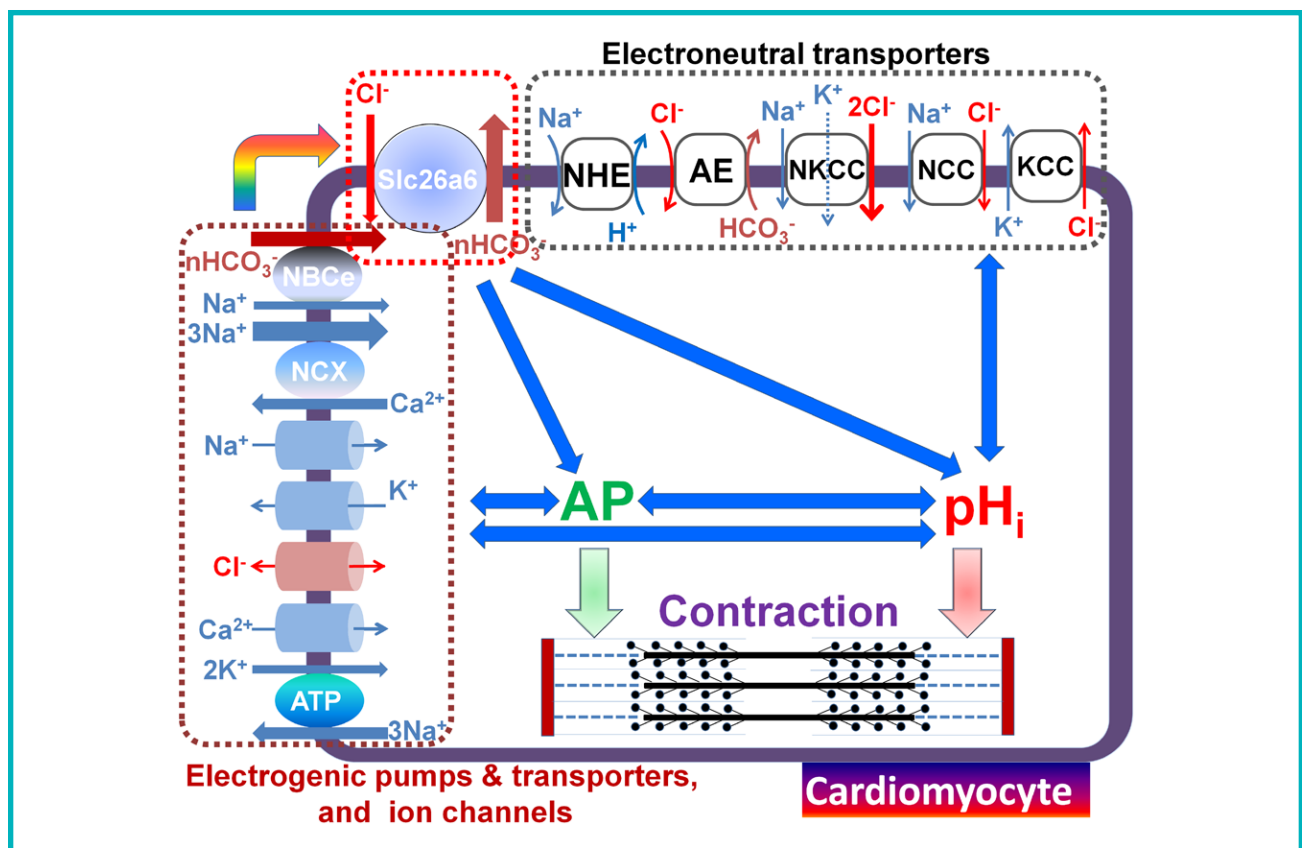 Electroneutral transporters
Cl⁻
Slc26a6
nHCO₃⁻
Na⁺
NHE
H⁺
Cl⁻
AE
HCO₃⁻
Na⁺
K⁺
2Cl⁻
NKCC
Na⁺
Cl⁻
NCC
KCC
K⁺
Cl⁻
nHCO₃⁻
NBCe
Na⁺
3Na⁺
NCX
Ca²⁺
Na⁺
K⁺
Cl⁻
Ca²⁺
2K⁺
ATP
3Na⁺
AP
pHᵢ
Contraction
Electrogenic pumps & transporters,
and ion channels
Cardiomyocyte